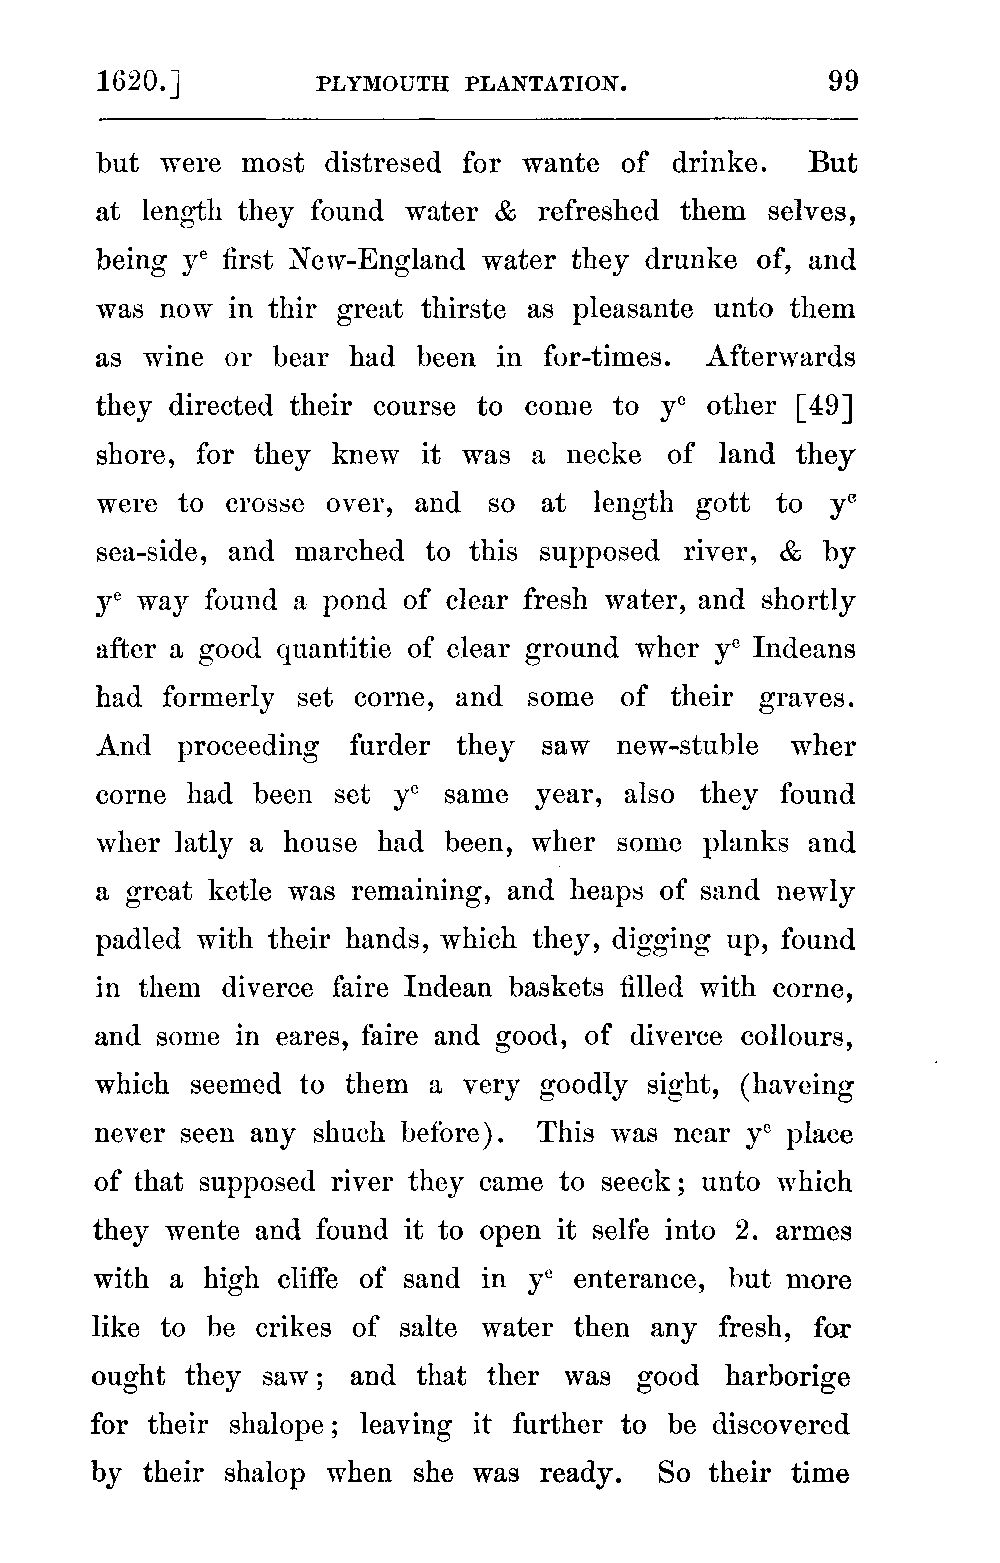 1620.] PLYMOUTH PLANTATION. 99
but were most distresed for wante of drinke. But
at length they found water & refreshed them selves,
being yᵉ first New-England water they drunke of, and
was now in thir great thirste as pleasante unto them
as wine or bear had been in for-times. Afterwards
they directed their course to come to yᵉ other [49]
shore, for they knew it was a necke of land they
were to crosse over, and so at length gott to yᵉ
sea-side, and marched to this supposed river, & by
yᵉ way found a pond of clear fresh water, and shortly
after a good quantitie of clear ground wher yᵉ Indeans
had formerly set corne, and some of their graves.
And proceeding furder they saw new-stuble wher
corne had been set yᵉ same year, also they found
wher latly a house had been, wher some planks and
a great ketle was remaining, and heaps of sand newly
padled with their hands, which they, digging up, found
in them diverce faire Indean baskets filled with corne,
and some in eares, faire and good, of diverce collours,
which seemed to them a very goodly sight, (haveing
never seen any shuch before). This was near yᵉ place
of that supposed river they came to seeck; unto which
they wente and found it to open it selfe into 2. armes
with a high cliffe of sand in yᵉ enterance, but more
like to be crikes of salte water then any fresh, for
ought they saw; and that ther was good harborige
for their shalope; leaving it further to be discovered
by their shalop when she was ready. So their time